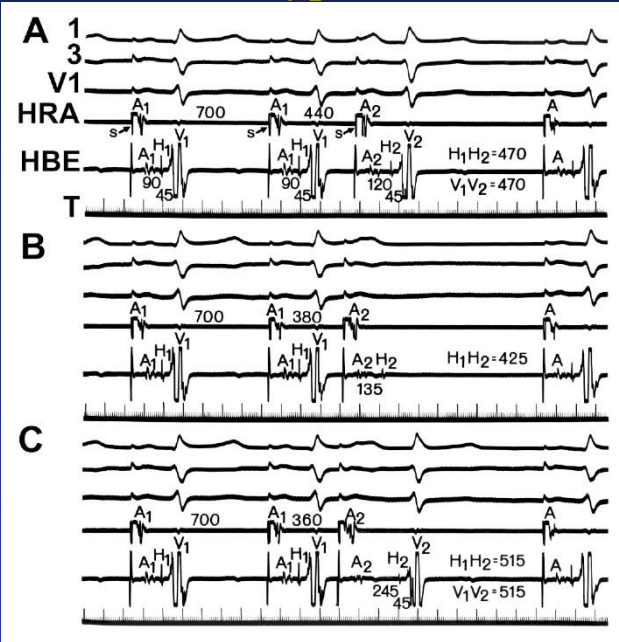 A 1
3
V1
HRA A1 700 A1 440 A2 A
S S S
V1 V1 V2
HBE A1 H1 A1 H1 A2 H2 H1H2=470 A
90 45 90 45 120 45 V1V2=470
T
B
A1 700 A1 380 A2 A
V1 V1
A1 H1 A1 H1 A2 H2 H1H2=425 A
135
C
A1 700 A1 360 A2 A
V1 V1 V2
A1 H1 A1 H1 A2 H2 H1H2=515 A
245 45 V1V2=515